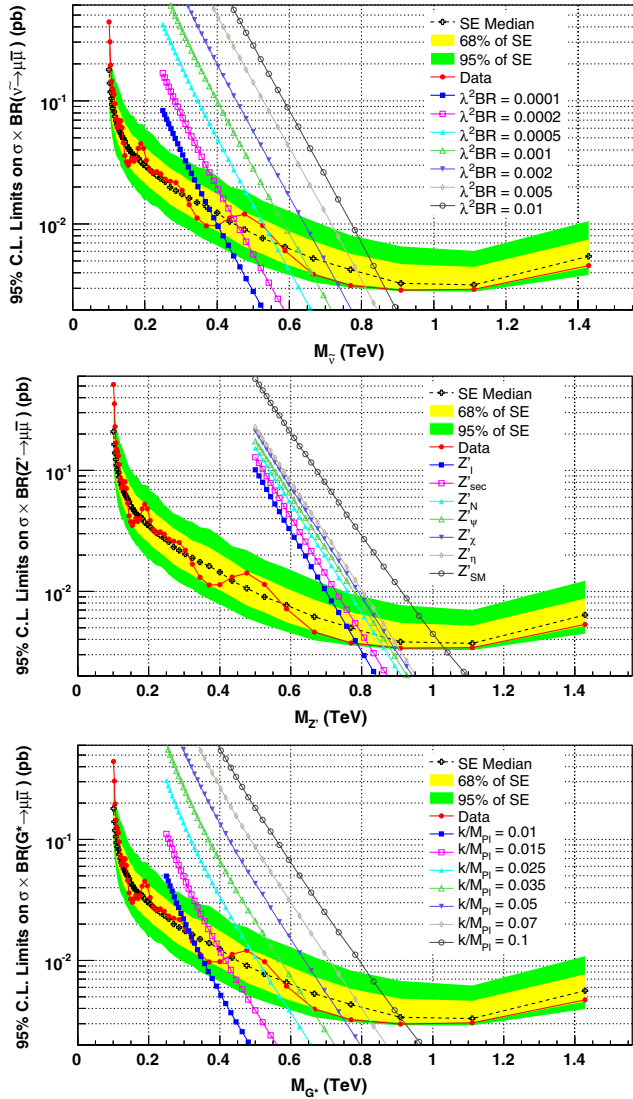 95% C.L. Limits on σ× BR(ν̃→μμ̅) (pb)
SE Median
68% of SE
95% of SE
Data
λ²BR = 0.0001
λ²BR = 0.0002
λ²BR = 0.0005
λ²BR = 0.001
λ²BR = 0.002
λ²BR = 0.005
λ²BR = 0.01
10⁻¹
10⁻²
0 0.2 0.4 0.6 0.8 1 1.2 1.4
M_ν̃ (TeV)
95% C.L. Limits on σ× BR(Z'→μμ̅) (pb)
SE Median
68% of SE
95% of SE
Data
Z'_I
Z'_sec
Z'_N
Z'_ψ
Z'_χ
Z'_η
Z'_SM
10⁻¹
10⁻²
0 0.2 0.4 0.6 0.8 1 1.2 1.4
M_Z' (TeV)
95% C.L. Limits on σ× BR(G*→μμ̅) (pb)
SE Median
68% of SE
95% of SE
Data
k/M_Pl = 0.01
k/M_Pl = 0.015
k/M_Pl = 0.025
k/M_Pl = 0.035
k/M_Pl = 0.05
k/M_Pl = 0.07
k/M_Pl = 0.1
10⁻¹
10⁻²
0 0.2 0.4 0.6 0.8 1 1.2 1.4
M_G* (TeV)